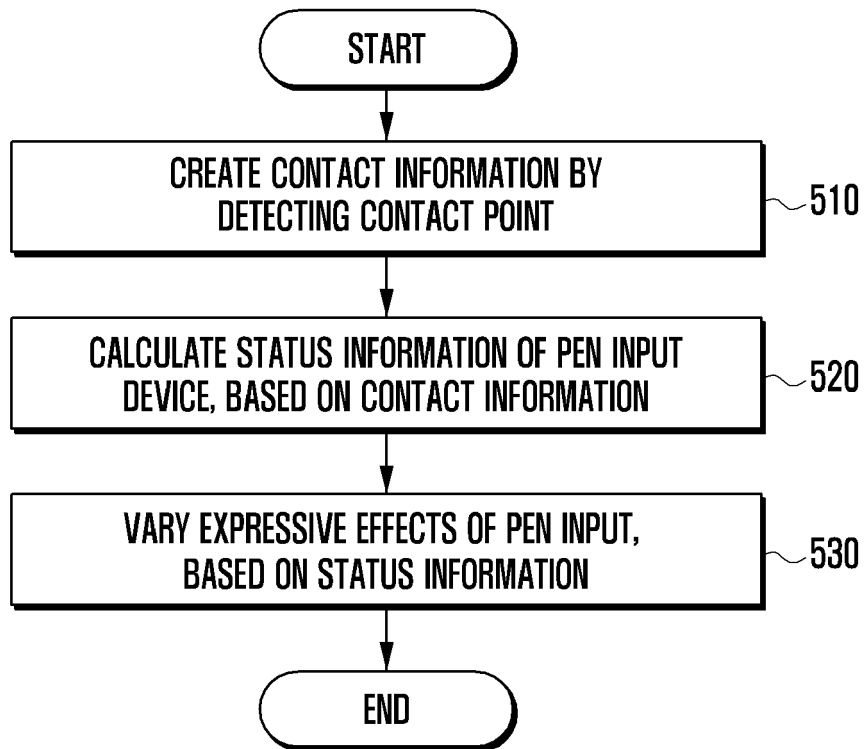 START
CREATE CONTACT INFORMATION BY
DETECTING CONTACT POINT
510
CALCULATE STATUS INFORMATION OF PEN INPUT
DEVICE, BASED ON CONTACT INFORMATION
520
VARY EXPRESSIVE EFFECTS OF PEN INPUT,
BASED ON STATUS INFORMATION
530
END